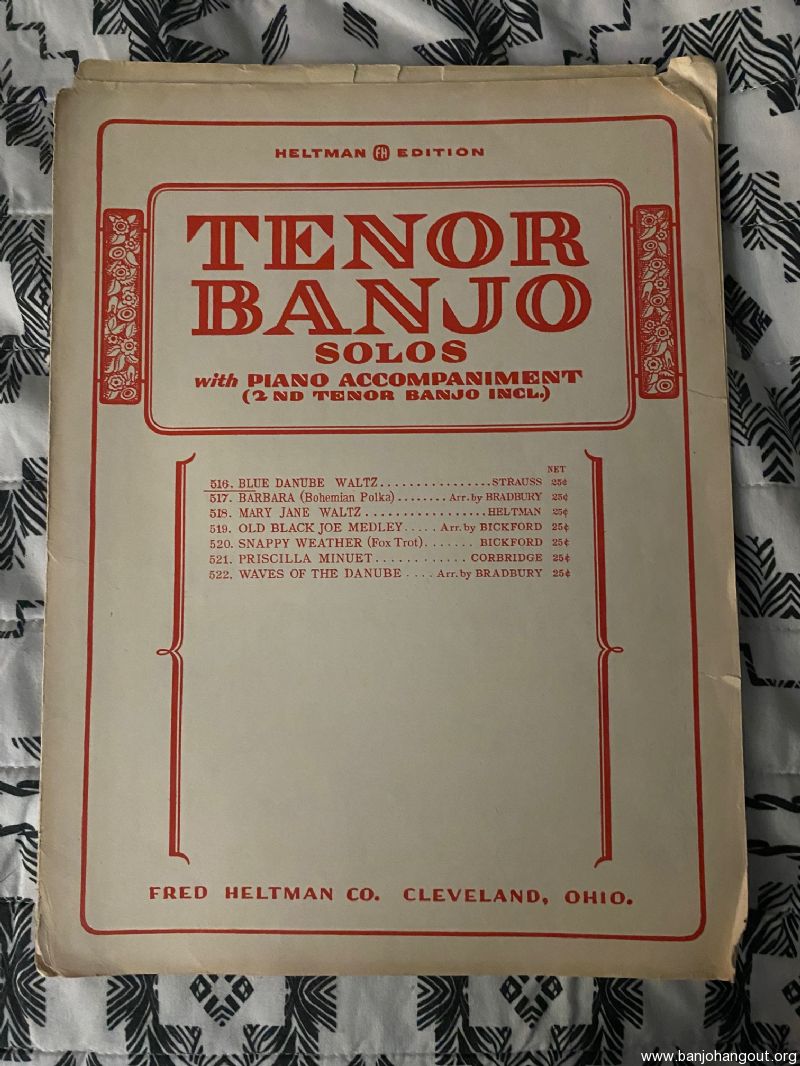 HELTMAN FH EDITION
TENOR
BANJO
SOLOS
with PIANO ACCOMPANIMENT
(2 ND TENOR BANJO INCL.)
NET
516. BLUE DANUBE WALTZ................STRAUSS 25¢
517. BARBARA (Bohemian Polka)........Arr. by BRADBURY 25¢
518. MARY JANE WALTZ.................HELTMAN 25¢
519. OLD BLACK JOE MEDLEY..... Arr. by BICKFORD 25¢
520. SNAPPY WEATHER (Fox Trot)....... BICKFORD 25¢
521. PRISCILLA MINUET............ CORBRIDGE 25¢
522. WAVES OF THE DANUBE .... Arr. by BRADBURY 25¢
FRED HELTMAN CO. CLEVELAND, OHIO.
www.banjohangout.org